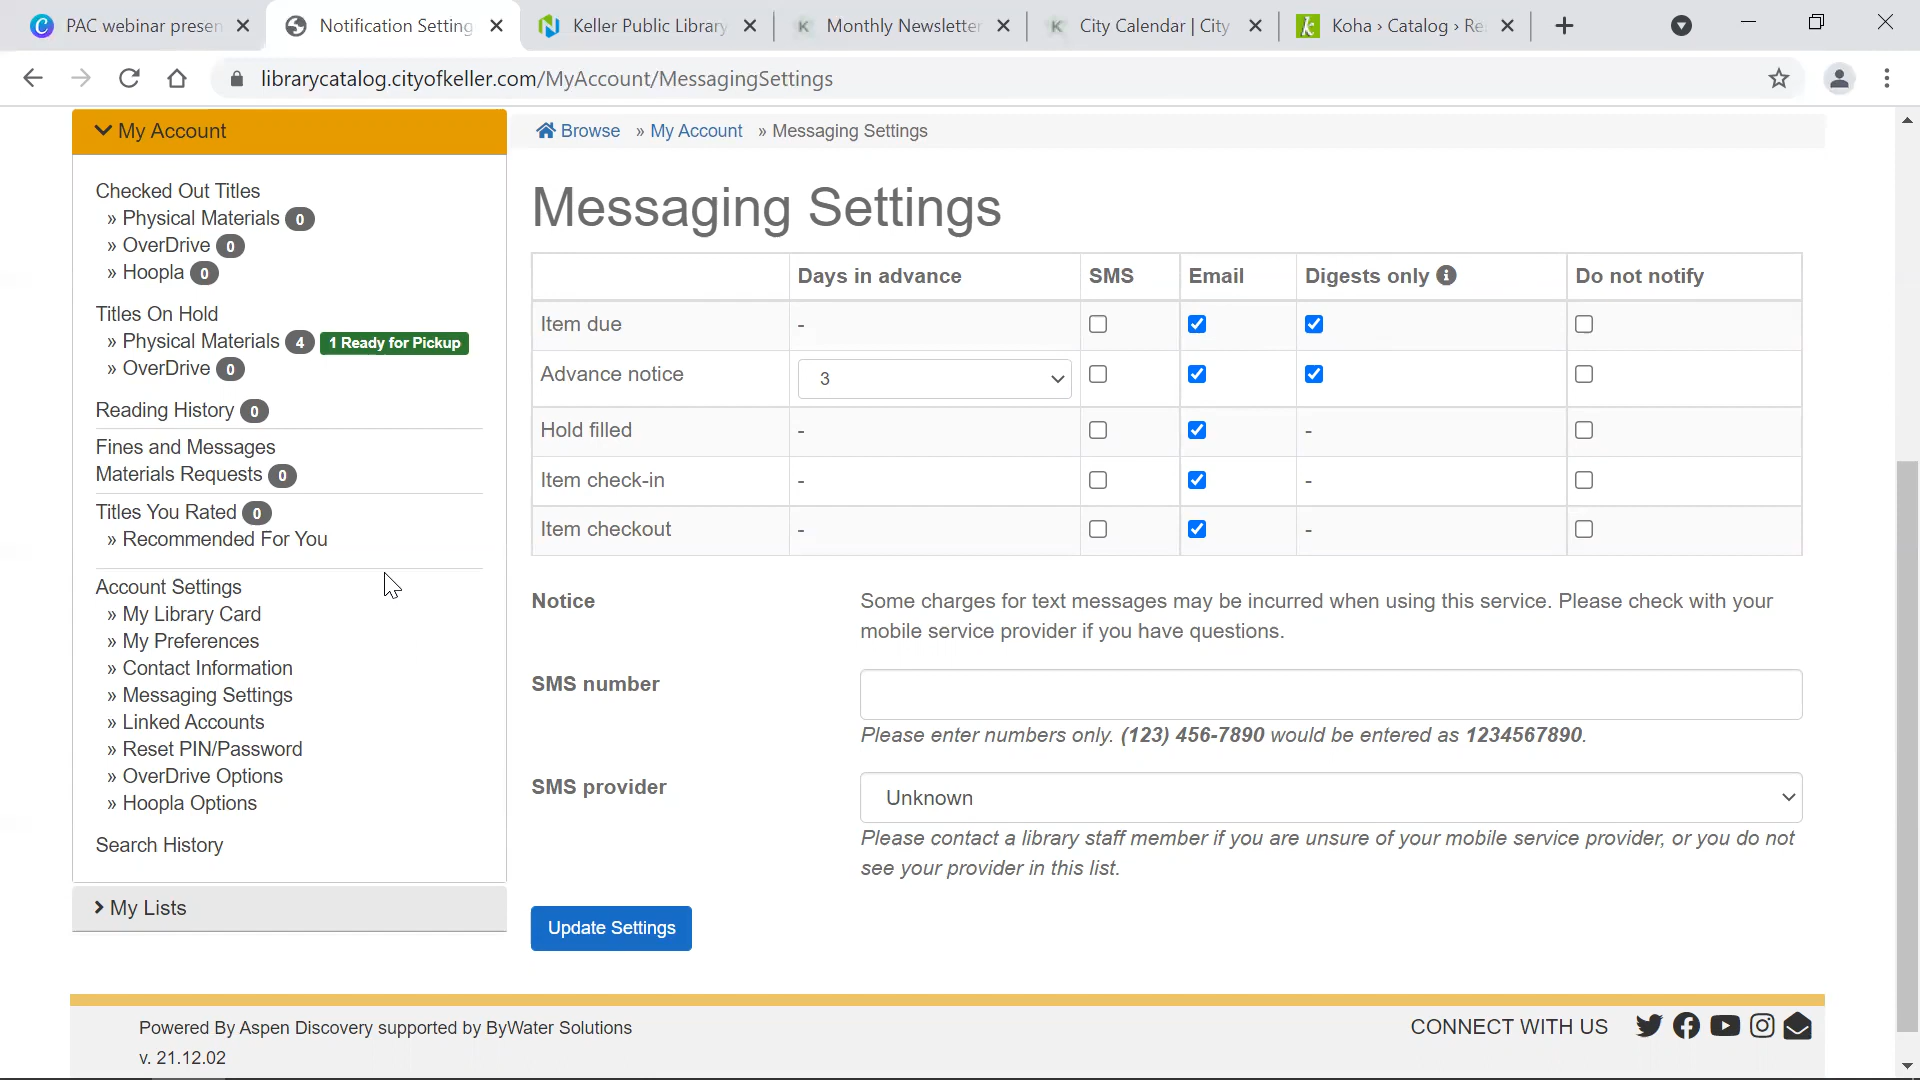 PAC webinar presen
Notification Setting
Keller Public Library
Monthly Newsletter
City Calendar | City
Koha › Catalog › Re
librarycatalog.cityofkeller.com/MyAccount/MessagingSettings
My Account
Checked Out Titles
» Physical Materials 0
» OverDrive 0
» Hoopla 0
Titles On Hold
» Physical Materials 4 1 Ready for Pickup
» OverDrive 0
Reading History 0
Fines and Messages
Materials Requests 0
Titles You Rated 0
» Recommended For You
Account Settings
» My Library Card
» My Preferences
» Contact Information
» Messaging Settings
» Linked Accounts
» Reset PIN/Password
» OverDrive Options
» Hoopla Options
Search History
My Lists
Browse » My Account » Messaging Settings
Messaging Settings
Days in advance SMS Email Digests only Do not notify
Item due -
Advance notice 3
Hold filled - -
Item check-in - -
Item checkout - -
Notice
Some charges for text messages may be incurred when using this service. Please check with your
mobile service provider if you have questions.
SMS number
Please enter numbers only. (123) 456-7890 would be entered as 1234567890.
SMS provider
Unknown
Please contact a library staff member if you are unsure of your mobile service provider, or you do not
see your provider in this list.
Update Settings
Powered By Aspen Discovery supported by ByWater Solutions
v. 21.12.02
CONNECT WITH US